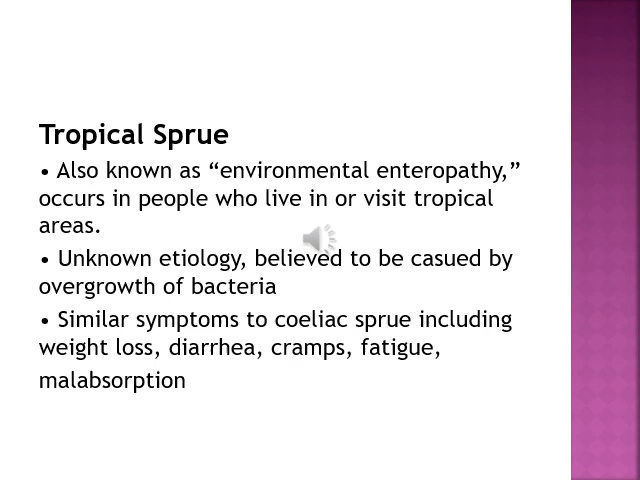 Tropical Sprue
• Also known as “environmental enteropathy,”
occurs in people who live in or visit tropical
areas.
• Unknown etiology, believed to be casued by
overgrowth of bacteria
• Similar symptoms to coeliac sprue including
weight loss, diarrhea, cramps, fatigue,
malabsorption